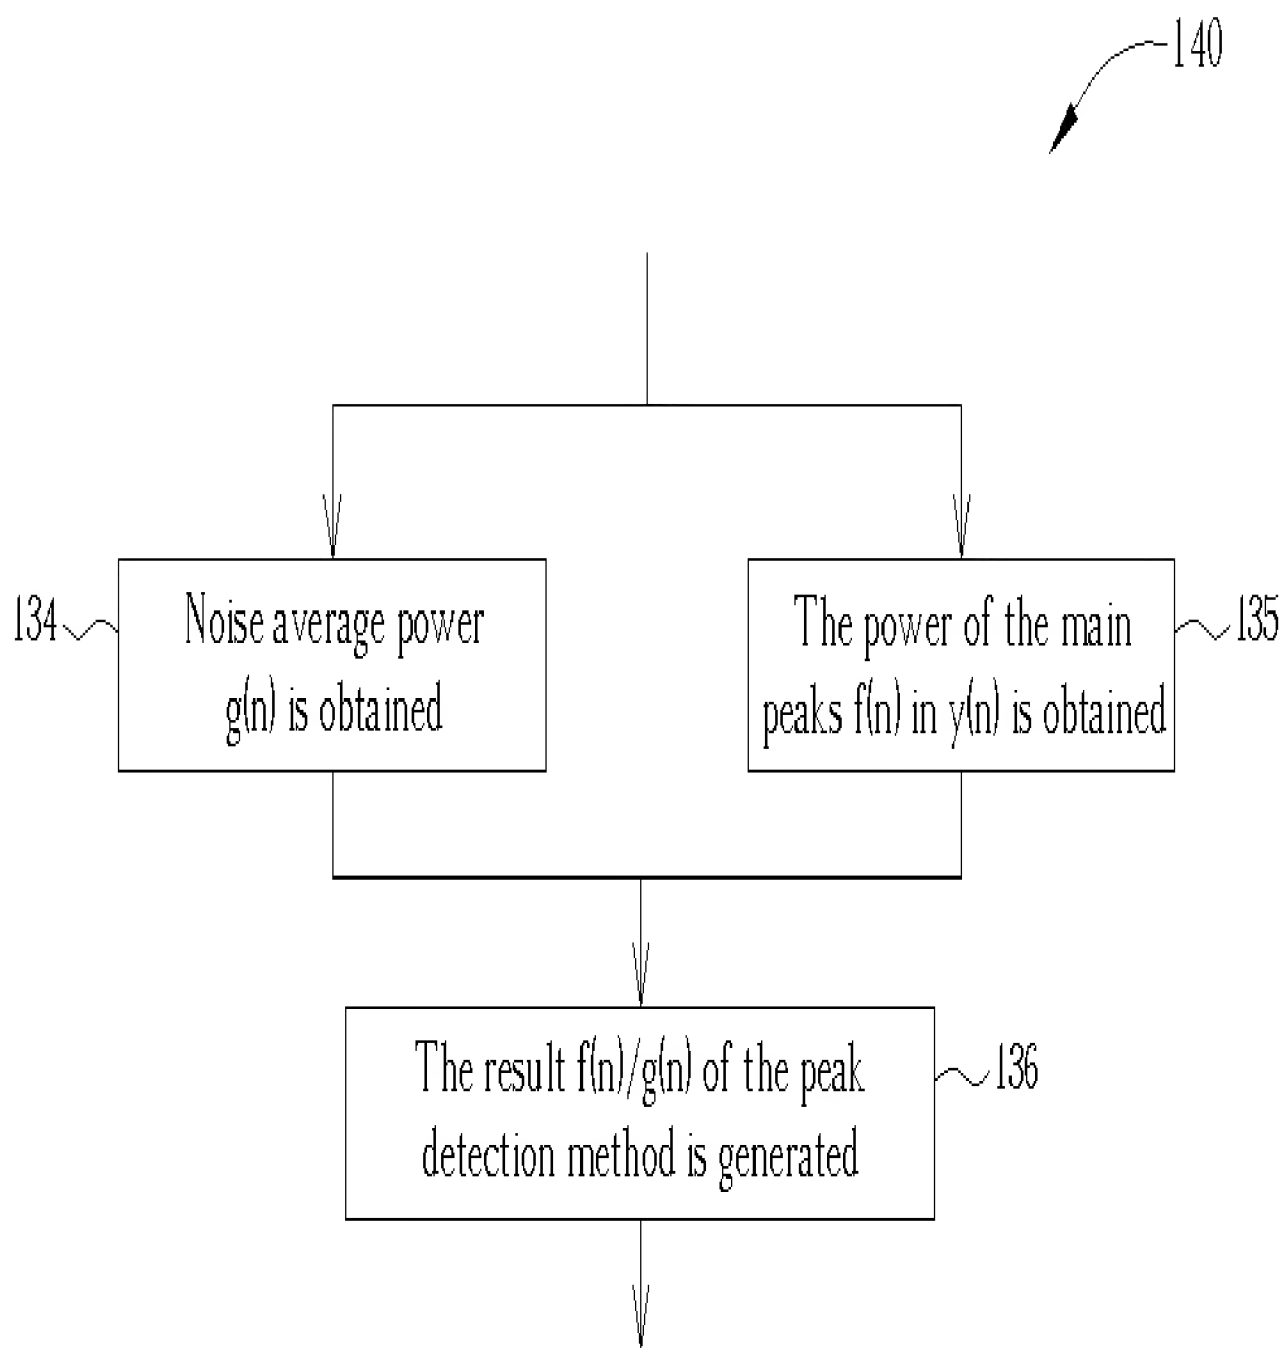 140
134
Noise average power
g(n) is obtained
The power of the main
peaks f(n) in y(n) is obtained
135
The result f(n)/g(n) of the peak
detection method is generated
136